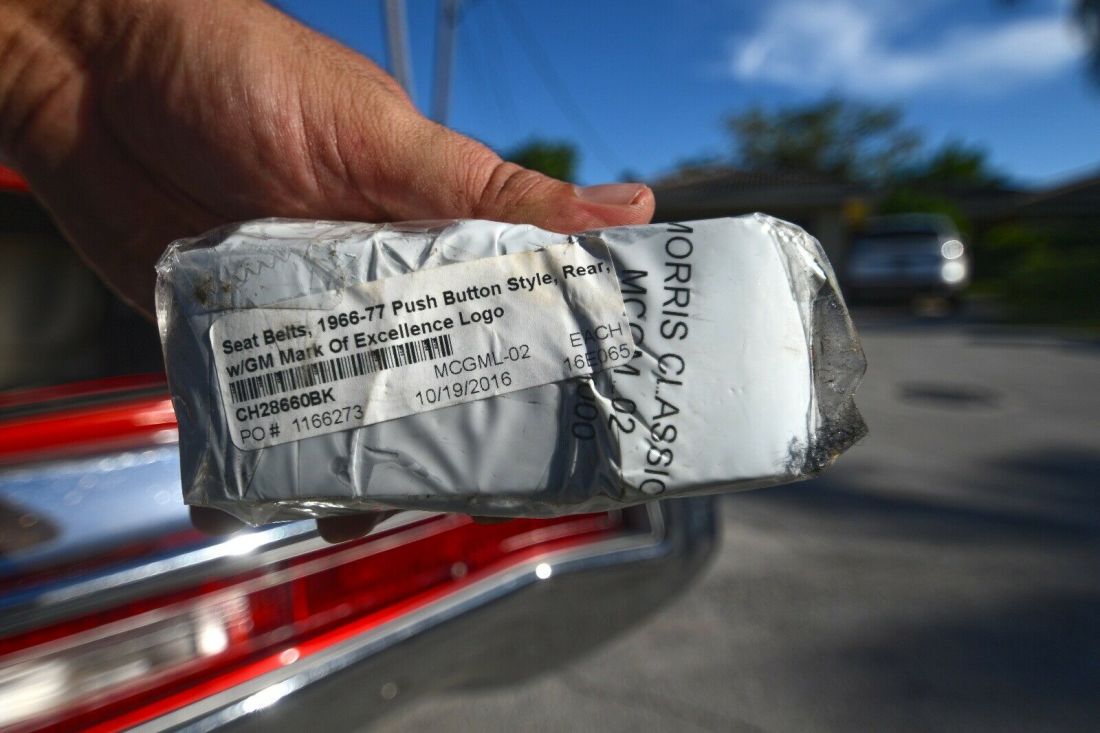 Seat Belts, 1966-77 Push Button Style, Rear,
w/GM Mark Of Excellence Logo
MCGML-02 EACH
CH28660BK 10/19/2016 16E065
PO # 1166273
MORRIS CLASSIC
02
000